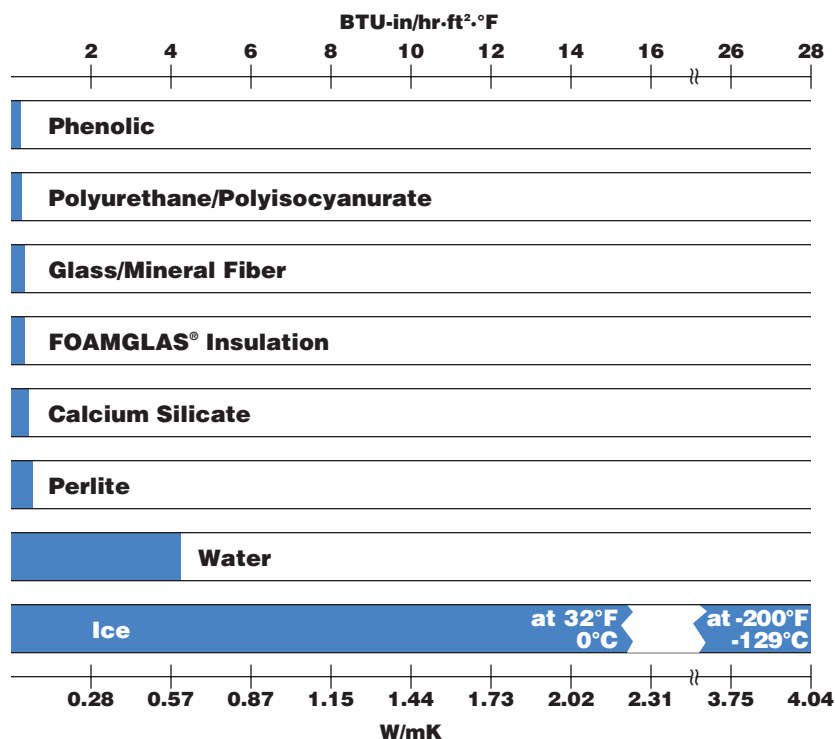 BTU-in/hr·ft²·°F
2 4 6 8 10 12 14 16 26 28
Phenolic
Polyurethane/Polyisocyanurate
Glass/Mineral Fiber
FOAMGLAS® Insulation
Calcium Silicate
Perlite
Water
Ice
at 32°F
0°C
at -200°F
-129°C
0.28 0.57 0.87 1.15 1.44 1.73 2.02 2.31 3.75 4.04
W/mK